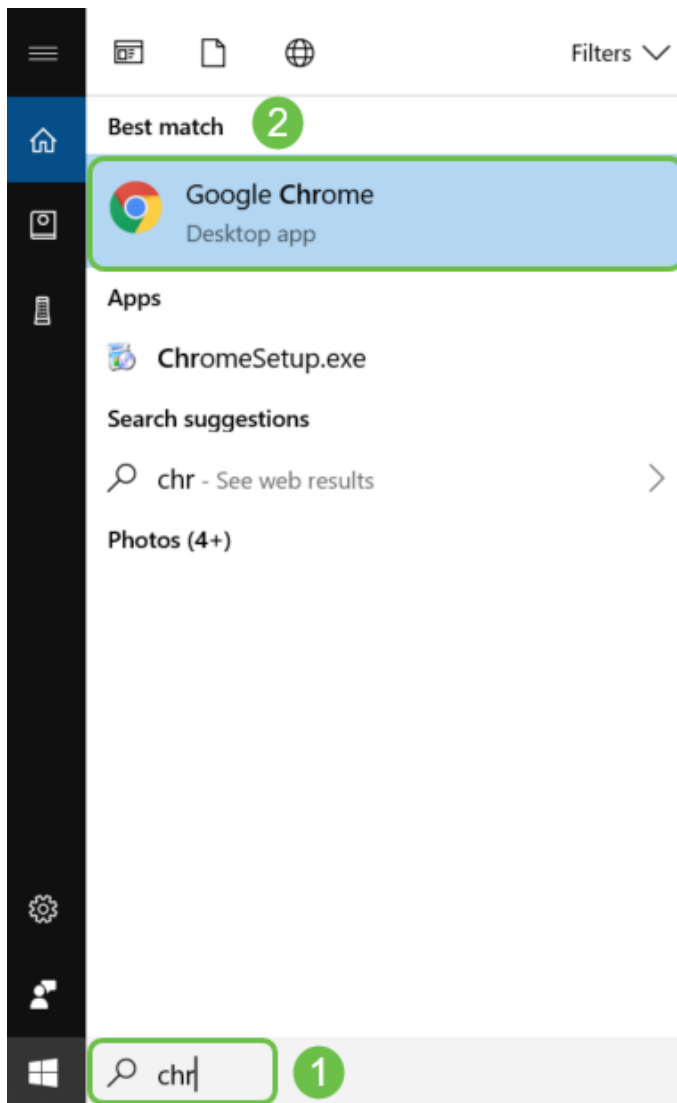 Filters
Best match 2
Google Chrome
Desktop app
Apps
ChromeSetup.exe
Search suggestions
chr - See web results
Photos (4+)
chr 1